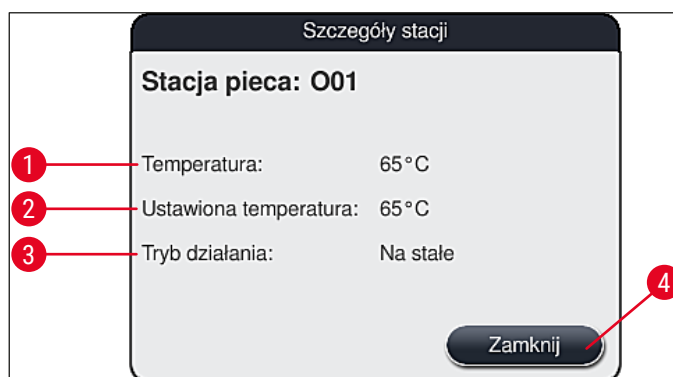 Szczegóły stacji
Stacja pieca: O01
1 Temperatura: 65°C
2 Ustawiona temperatura: 65°C
3 Tryb działania: Na stałe
4
Zamknij